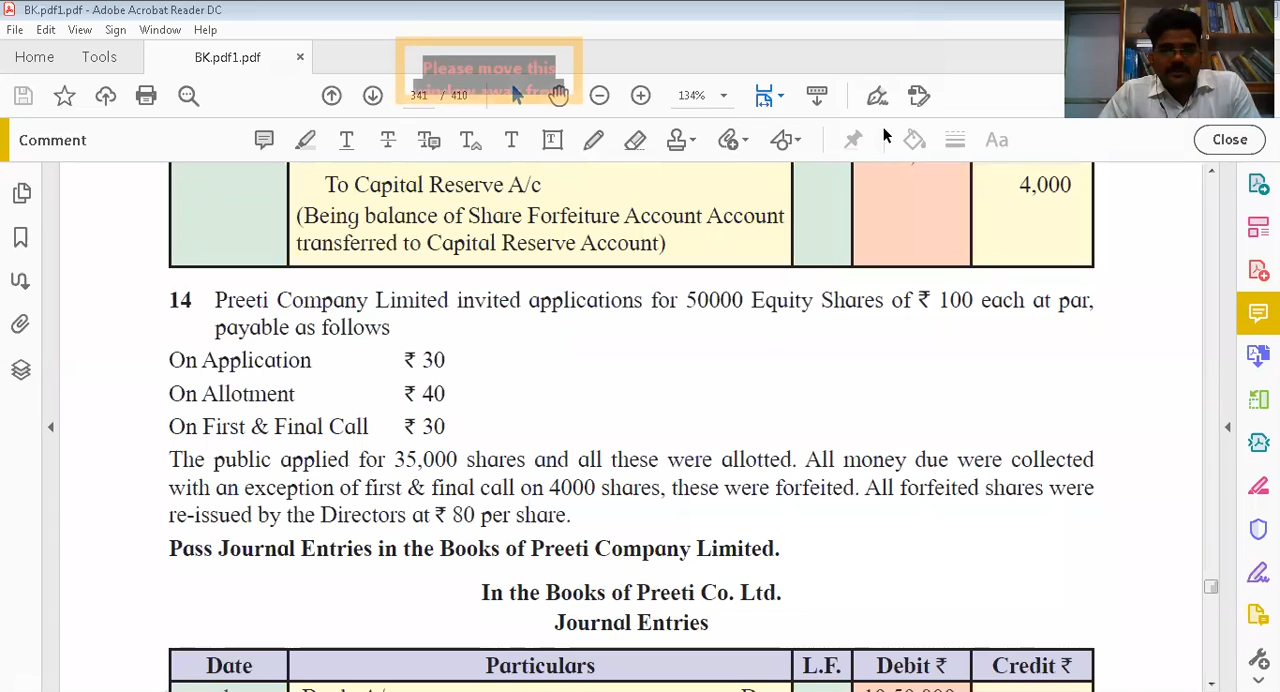 BK.pdf1.pdf - Adobe Acrobat Reader DC
File Edit View Sign Window Help
Home Tools BK.pdf1.pdf ×
Please move this
341 / 410 134%
Comment Close
To Capital Reserve A/c 4,000
(Being balance of Share Forfeiture Account Account
transferred to Capital Reserve Account)
14 Preeti Company Limited invited applications for 50000 Equity Shares of ₹ 100 each at par,
payable as follows
On Application ₹ 30
On Allotment ₹ 40
On First & Final Call ₹ 30
The public applied for 35,000 shares and all these were allotted. All money due were collected
with an exception of first & final call on 4000 shares, these were forfeited. All forfeited shares were
re-issued by the Directors at ₹ 80 per share.
Pass Journal Entries in the Books of Preeti Company Limited.
In the Books of Preeti Co. Ltd.
Journal Entries
Date Particulars L.F. Debit ₹ Credit ₹